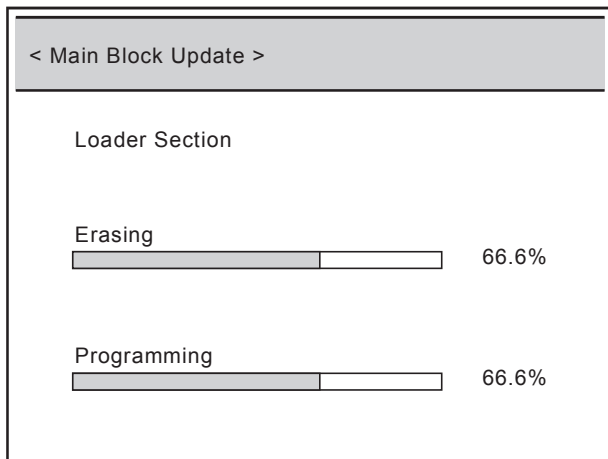 < Main Block Update >
Loader Section
Erasing
66.6%
Programming
66.6%